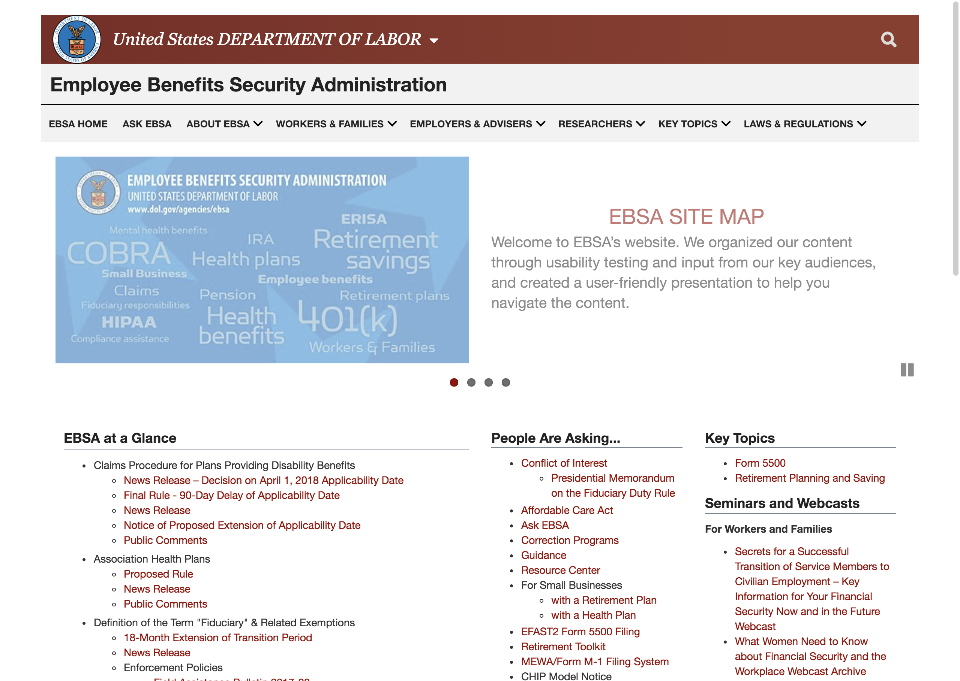 United States DEPARTMENT OF LABOR
Employee Benefits Security Administration
EBSA HOME ASK EBSA ABOUT EBSA WORKERS & FAMILIES EMPLOYERS & ADVISERS RESEARCHERS KEY TOPICS LAWS & REGULATIONS
EMPLOYEE BENEFITS SECURITY ADMINISTRATION
UNITED STATES DEPARTMENT OF LABOR
www.dol.gov/agencies/ebsa
Mental health benefits
ERISA
COBRA
IRA
Retirement
savings
Health plans
Small Business
Employee benefits
Claims
Pension
Retirement plans
Fiduciary responsibilities
HIPAA
Health
benefits
401(k)
Compliance assistance
Workers & Families
EBSA SITE MAP
Welcome to EBSA's website. We organized our content
through usability testing and input from our key audiences,
and created a user-friendly presentation to help you
navigate the content.
EBSA at a Glance
Claims Procedure for Plans Providing Disability Benefits
News Release – Decision on April 1, 2018 Applicability Date
Final Rule - 90-Day Delay of Applicability Date
News Release
Notice of Proposed Extension of Applicability Date
Public Comments
Association Health Plans
Proposed Rule
News Release
Public Comments
Definition of the Term "Fiduciary" & Related Exemptions
18-Month Extension of Transition Period
News Release
Enforcement Policies
People Are Asking...
Conflict of Interest
Presidential Memorandum
on the Fiduciary Duty Rule
Affordable Care Act
Ask EBSA
Correction Programs
Guidance
Resource Center
For Small Businesses
with a Retirement Plan
with a Health Plan
EFAST2 Form 5500 Filing
Retirement Toolkit
MEWA/Form M-1 Filing System
CHIP Model Notice
Key Topics
Form 5500
Retirement Planning and Saving
Seminars and Webcasts
For Workers and Families
Secrets for a Successful
Transition of Service Members to
Civilian Employment – Key
Information for Your Financial
Security Now and in the Future
Webcast
What Women Need to Know
about Financial Security and the
Workplace Webcast Archive